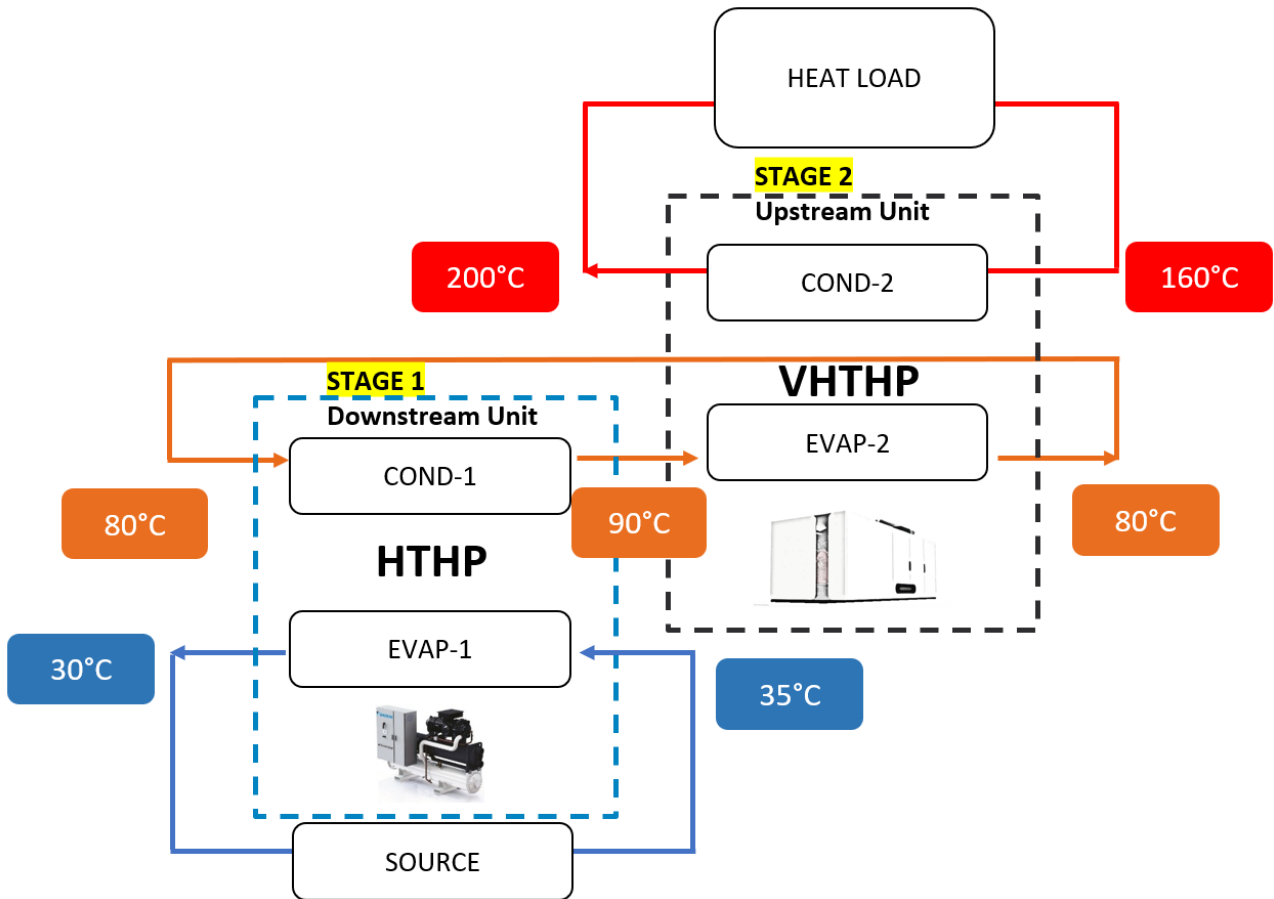 HEAT LOAD
STAGE 2
Upstream Unit
200°C
COND-2
160°C
STAGE 1
VHTHP
Downstream Unit
COND-1
EVAP-2
80°C
90°C
80°C
HTHP
EVAP-1
30°C
35°C
SOURCE